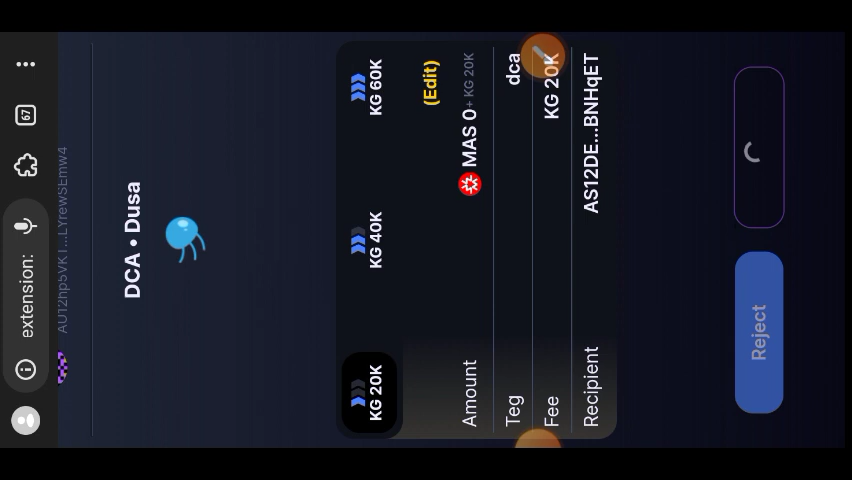 extension:
67
AU12hp5VK1...LYrewSEmw4
DCA • Dusa
KG 20K
KG 40K
KG 60K
(Edit)
Amount MAS 0 + KG 20K
Teg dca
Fee KG 20K
Recipient AS12DE...BNHqET
Reject